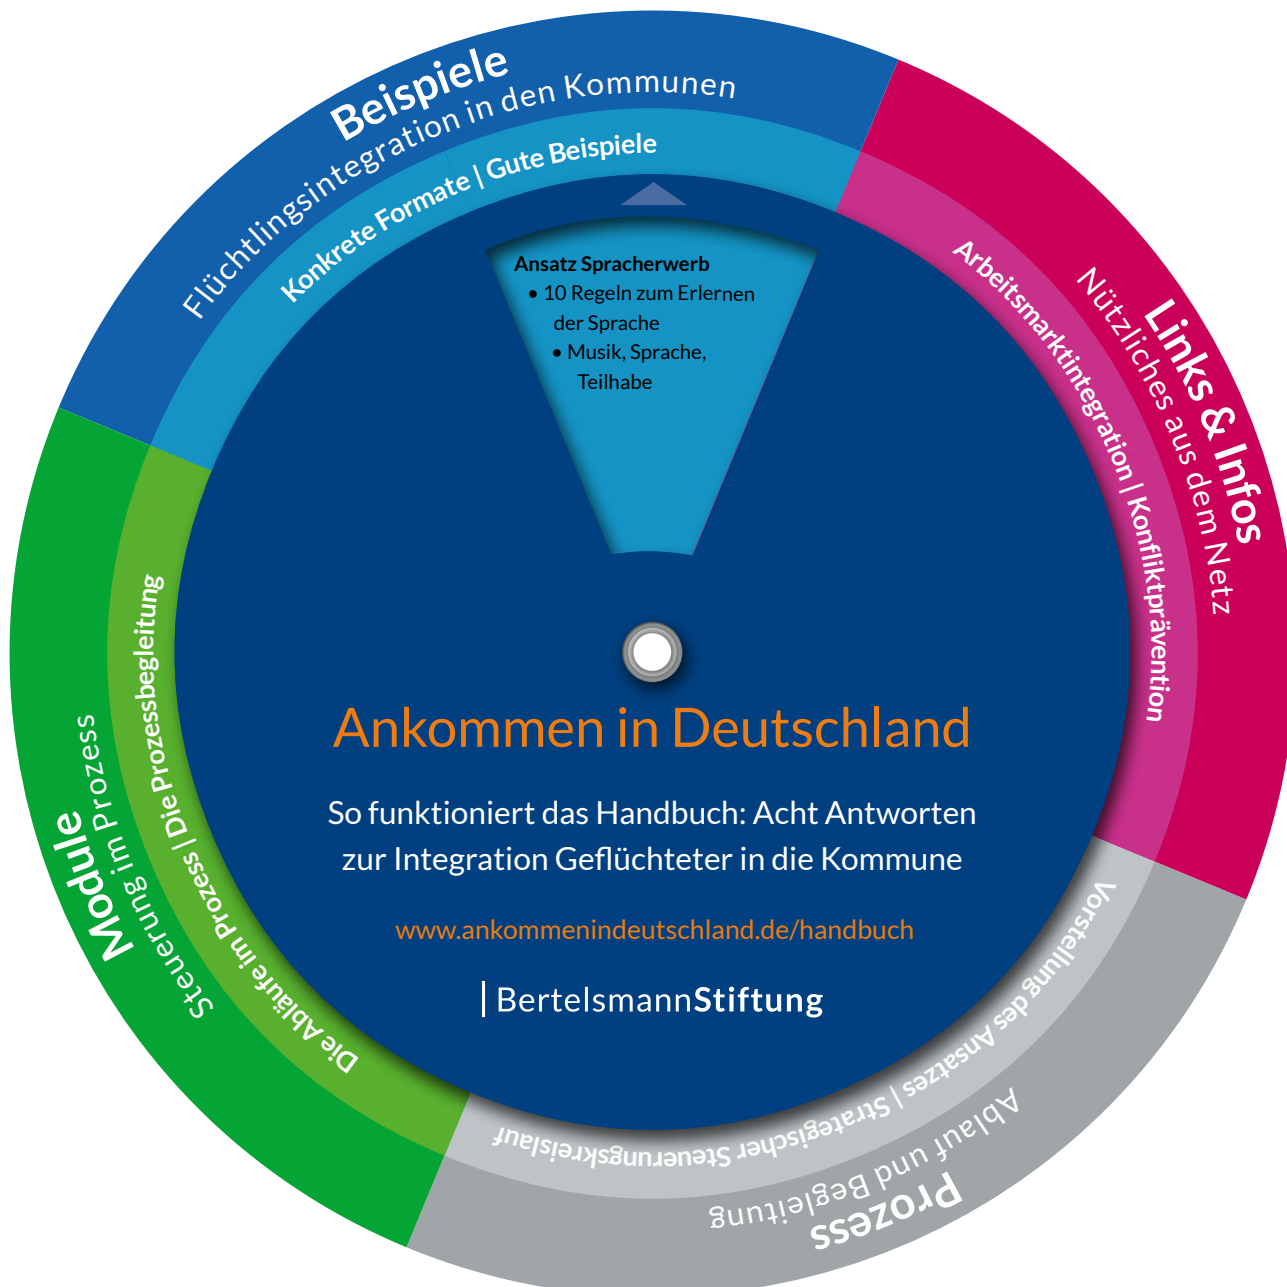 Beispiele
Flüchtlingsintegration in den Kommunen
Konkrete Formate | Gute Beispiele
Links & Infos
Nützliches aus dem Netz
Arbeitsmarktintegration | Konfliktprävention
Ansatz Spracherwerb
• 10 Regeln zum Erlernen
der Sprache
• Musik, Sprache,
Teilhabe
Ankommen in Deutschland
So funktioniert das Handbuch: Acht Antworten
zur Integration Geflüchteter in die Kommune
www.ankommenindeutschland.de/handbuch
| BertelsmannStiftung
Vorstellung des Ansatzes | Strategischer Steuerungskreislauf
Ablauf und Begleitung
Prozess
Module
Steuerung im Prozess
Die Abläufe im Prozess | Die Prozessbegleitung